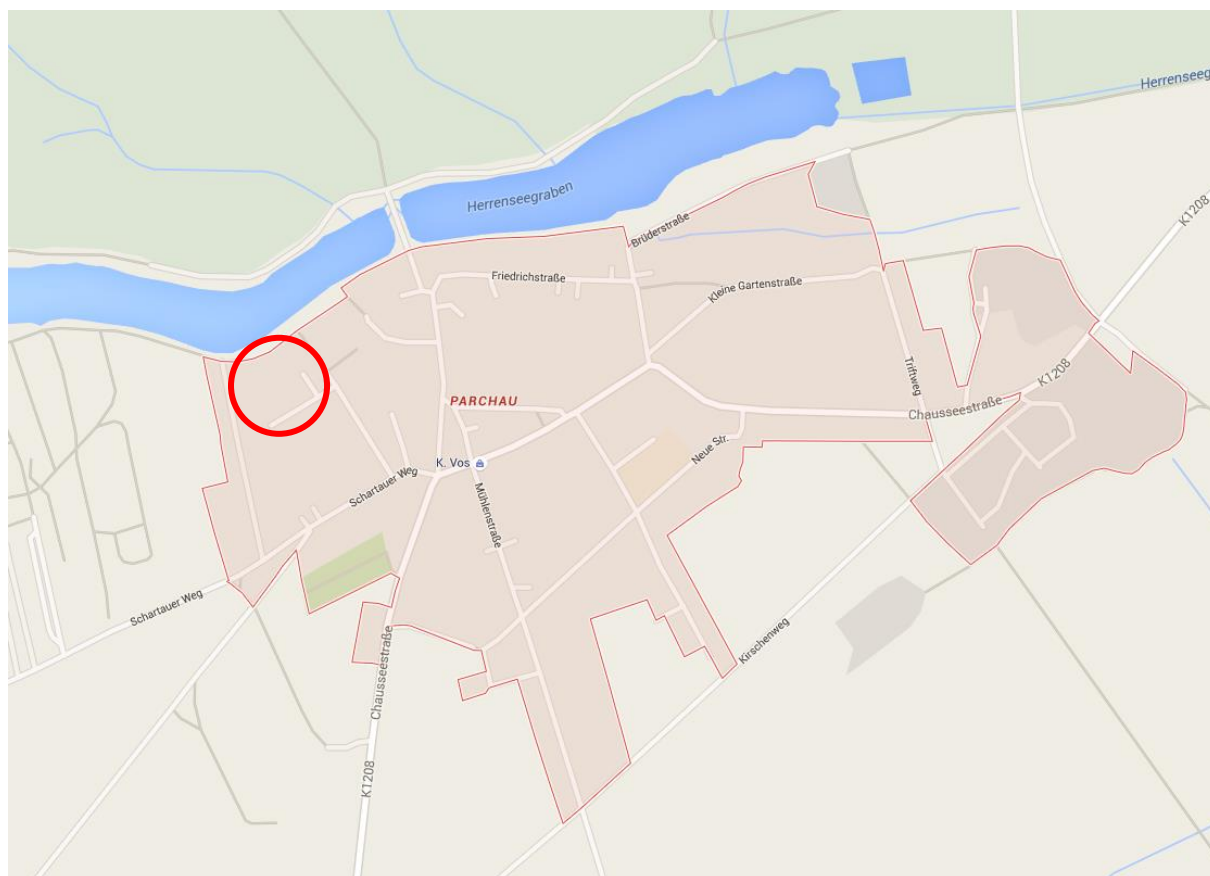 Herrenseeg
Herrenseegraben
K1208
Brüderstraße
Friedrichstraße
Kleine Gartenstraße
Triftweg
K1208
PARCHAU
Chausseestraße
Neue Str.
K. Vos
Schartauer Weg
Mühlenstraße
Schartauer Weg
Kirschenweg
Chausseestraße
K1208